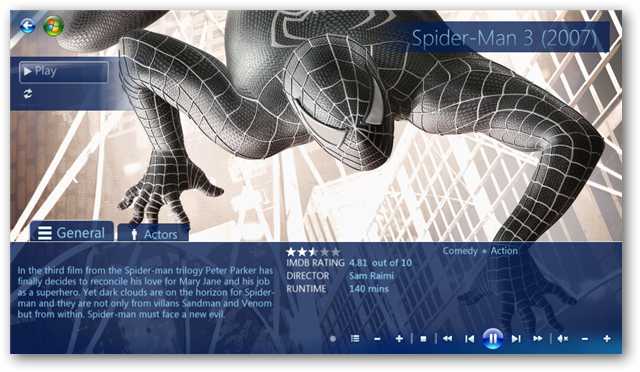 Spider-Man 3 (2007)
Play
General
Actors
In the third film from the Spider-man trilogy Peter Parker has
finally decides to reconcile his love for Mary Jane and his job
as a superhero. Yet dark clouds are on the horizon for Spider-
man and they are not only from villans Sandman and Venom
but from within. Spider-man must face a new evil.
IMDB RATING 4.81 out of 10
DIRECTOR Sam Raimi
RUNTIME 140 mins
Comedy • Action